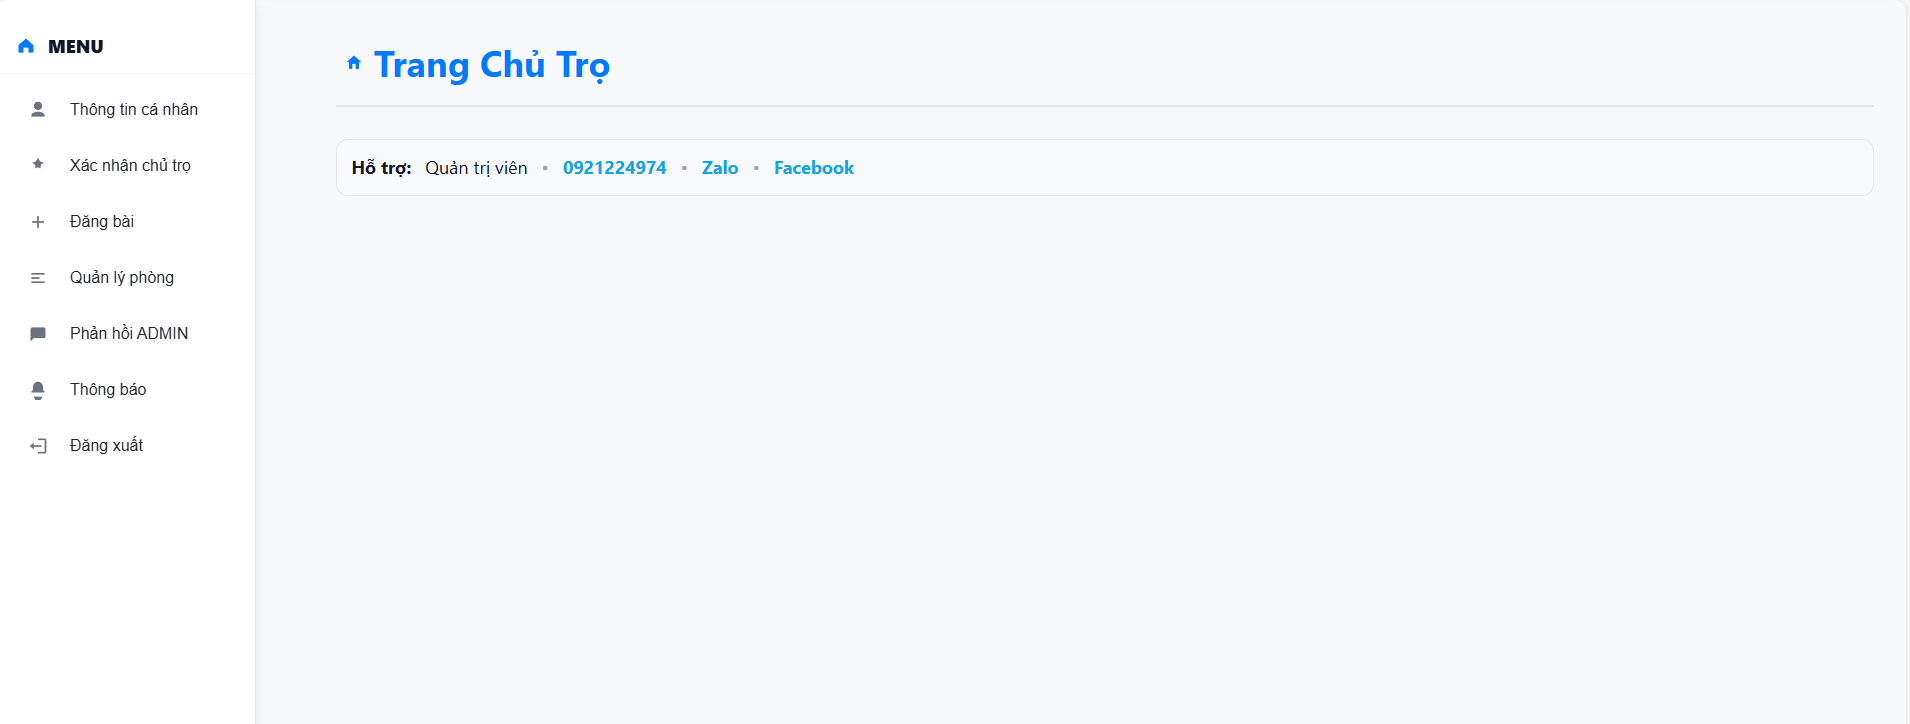 MENU
Thông tin cá nhân
Xác nhận chủ trọ
Đăng bài
Quản lý phòng
Phản hồi ADMIN
Thông báo
Đăng xuất
Trang Chủ Trọ
Hỗ trợ: Quản trị viên • 0921224974 • Zalo • Facebook